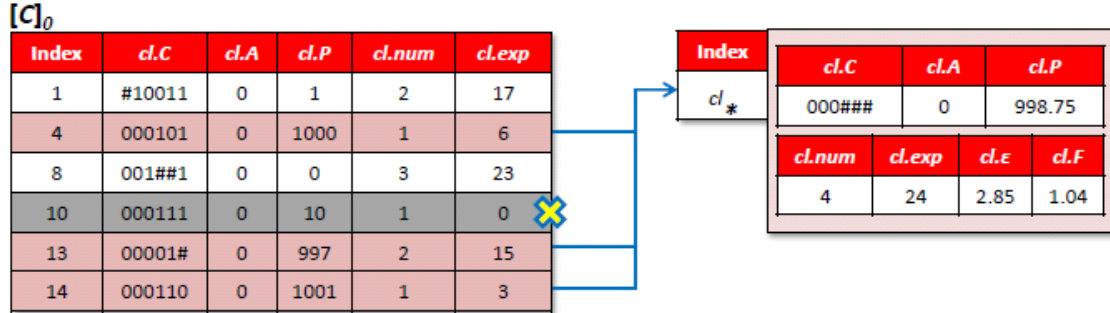 [C]0
Index cl.C cl.A cl.P cl.num cl.exp
1 #10011 0 1 2 17
4 000101 0 1000 1 6
8 001##1 0 0 3 23
10 000111 0 10 1 0
13 00001# 0 997 2 15
14 000110 0 1001 1 3
Index
cl*
cl.C cl.A cl.P
000### 0 998.75
cl.num cl.exp cl.ε cl.F
4 24 2.85 1.04